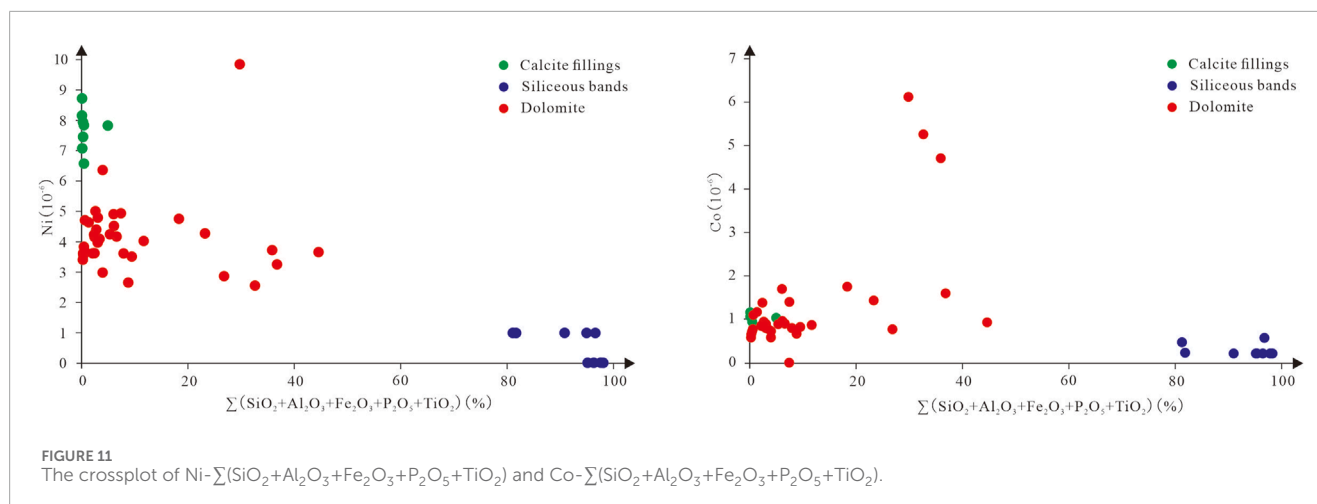 10
9
8
7
6
5
4
3
2
1
0
Ni(10⁻⁶)
0 20 40 60 80 100
∑(SiO₂+Al₂O₃+Fe₂O₃+P₂O₅+TiO₂)(%)
Calcite fillings
Siliceous bands
Dolomite
7
6
5
4
3
2
1
0
Co(10⁻⁶)
0 20 40 60 80 100
∑(SiO₂+Al₂O₃+Fe₂O₃+P₂O₅+TiO₂)(%)
Calcite fillings
Siliceous bands
Dolomite
FIGURE 11
The crossplot of Ni-∑(SiO₂+Al₂O₃+Fe₂O₃+P₂O₅+TiO₂) and Co-∑(SiO₂+Al₂O₃+Fe₂O₃+P₂O₅+TiO₂).